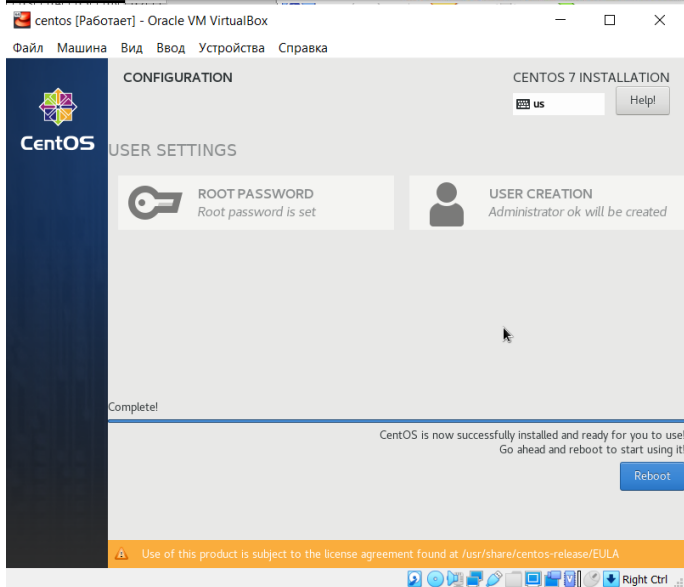 centos [Работает] - Oracle VM VirtualBox
Файл Машина Вид Ввод Устройства Справка
CONFIGURATION
CENTOS 7 INSTALLATION
us
Help!
CentOS
USER SETTINGS
ROOT PASSWORD
Root password is set
USER CREATION
Administrator ok will be created
Complete!
CentOS is now successfully installed and ready for you to use!
Go ahead and reboot to start using it!
Reboot
Use of this product is subject to the license agreement found at /usr/share/centos-release/EULA
Right Ctrl